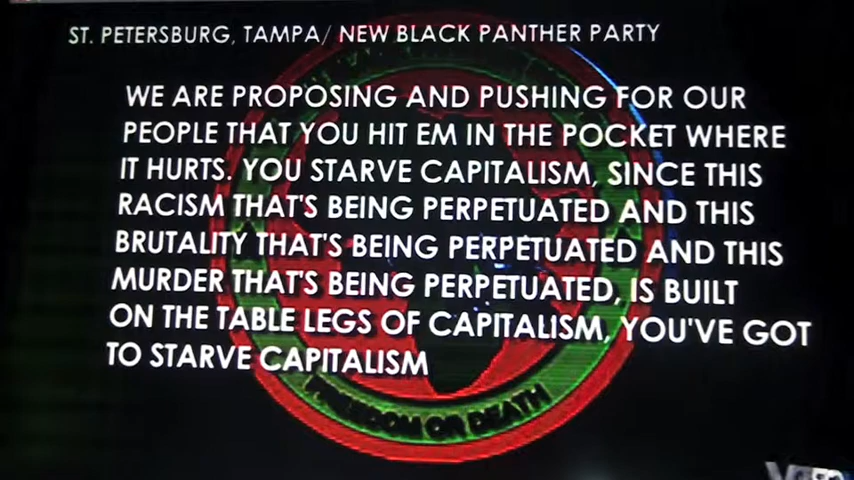 ST. PETERSBURG, TAMPA/ NEW BLACK PANTHER PARTY
WE ARE PROPOSING AND PUSHING FOR OUR
PEOPLE THAT YOU HIT EM IN THE POCKET WHERE
IT HURTS. YOU STARVE CAPITALISM, SINCE THIS
RACISM THAT'S BEING PERPETUATED AND THIS
BRUTALITY THAT'S BEING PERPETUATED AND THIS
MURDER THAT'S BEING PERPETUATED, IS BUILT
ON THE TABLE LEGS OF CAPITALISM, YOU'VE GOT
TO STARVE CAPITALISM
FREEDOM OR DEATH